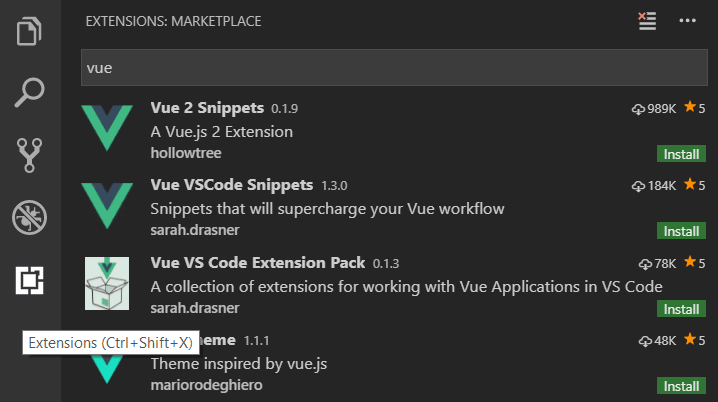 EXTENSIONS: MARKETPLACE
vue
Vue 2 Snippets 0.1.9 989K 5
A Vue.js 2 Extension
hollowtree Install
Vue VSCode Snippets 1.3.0 184K 5
Snippets that will supercharge your Vue workflow
sarah.drasner Install
Vue VS Code Extension Pack 0.1.3 78K 5
A collection of extensions for working with Vue Applications in VS Code
sarah.drasner Install
Extensions (Ctrl+Shift+X)
1.1.1 48K 5
Theme inspired by vue.js
mariorodeghiero Install